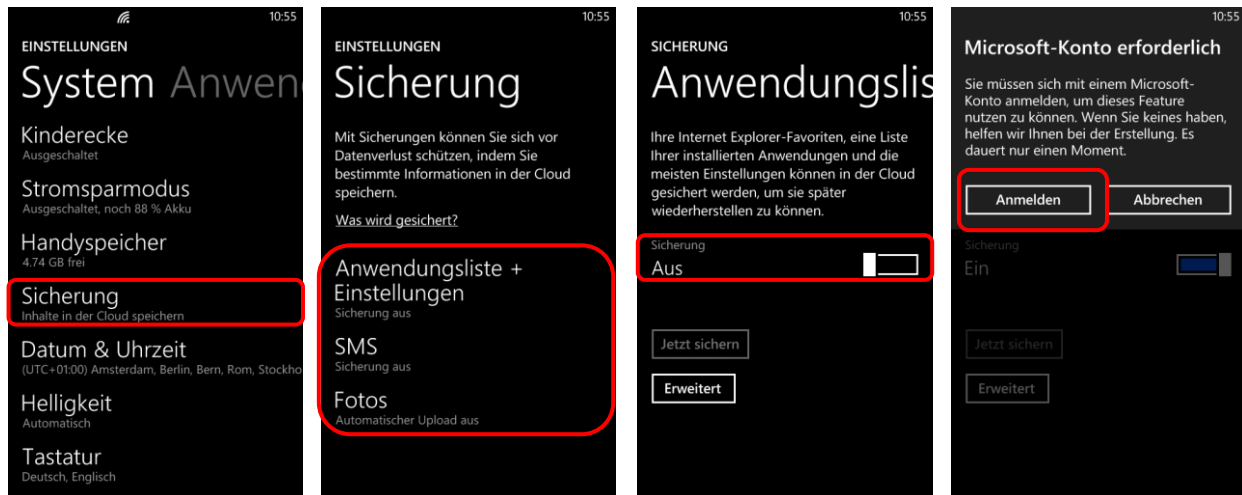 10:55
EINSTELLUNGEN
System Anwen
Kinderecke
Ausgeschaltet
Stromsparmodus
Ausgeschaltet, noch 88 % Akku
Handyspeicher
4.74 GB frei
Sicherung
Inhalte in der Cloud speichern
Datum & Uhrzeit
(UTC+01:00) Amsterdam, Berlin, Bern, Rom, Stockho
Helligkeit
Automatisch
Tastatur
Deutsch, Englisch
10:55
EINSTELLUNGEN
Sicherung
Mit Sicherungen können Sie sich vor
Datenverlust schützen, indem Sie
bestimmte Informationen in der Cloud
speichern.
Was wird gesichert?
Anwendungsliste +
Einstellungen
Sicherung aus
SMS
Sicherung aus
Fotos
Automatischer Upload aus
10:55
SICHERUNG
Anwendungslis
Ihre Internet Explorer-Favoriten, eine Liste
Ihrer installierten Anwendungen und die
meisten Einstellungen können in der Cloud
gesichert werden, um sie später
wiederherstellen zu können.
Sicherung
Aus
Jetzt sichern
Erweitert
10:55
Microsoft-Konto erforderlich
Sie müssen sich mit einem Microsoft-
Konto anmelden, um dieses Feature
nutzen zu können. Wenn Sie keines haben,
helfen wir Ihnen bei der Erstellung. Es
dauert nur einen Moment.
Anmelden Abbrechen
Sicherung
Ein
Jetzt sichern
Erweitert